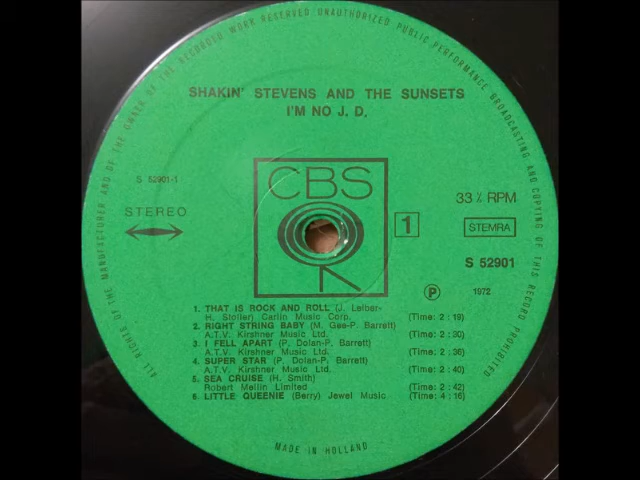 ALL RIGHTS OF THE MANUFACTURER AND OF THE OWNER OF THE RECORDED WORK RESERVED UNAUTHORIZED PUBLIC PERFORMANCE BROADCASTING AND COPYING OF THIS RECORD PROHIBITED
SHAKIN' STEVENS AND THE SUNSETS
I'M NO J. D.
CBS
S 52901-1
STEREO
1
33⅓ RPM
STEMRA
S 52901
P 1972
1. THAT IS ROCK AND ROLL (J. Leiber-
H. Stoller) Carlin Music Corp. (Time: 2 : 19)
2. RIGHT STRING BABY (M. Gee-P. Barrett)
A.T.V. Kirshner Music Ltd. (Time: 2 : 30)
3. I FELL APART (P. Dolan-P. Barrett)
A.T.V. Kirshner Music Ltd. (Time: 2 : 36)
4. SUPER STAR (P. Dolan-P. Barrett)
A.T.V. Kirshner Music Ltd. (Time: 2 : 40)
5. SEA CRUISE (H. Smith)
Robert Mellin Limited (Time: 2 : 42)
6. LITTLE QUEENIE (Berry) Jewel Music (Time: 4 : 16)
MADE IN HOLLAND